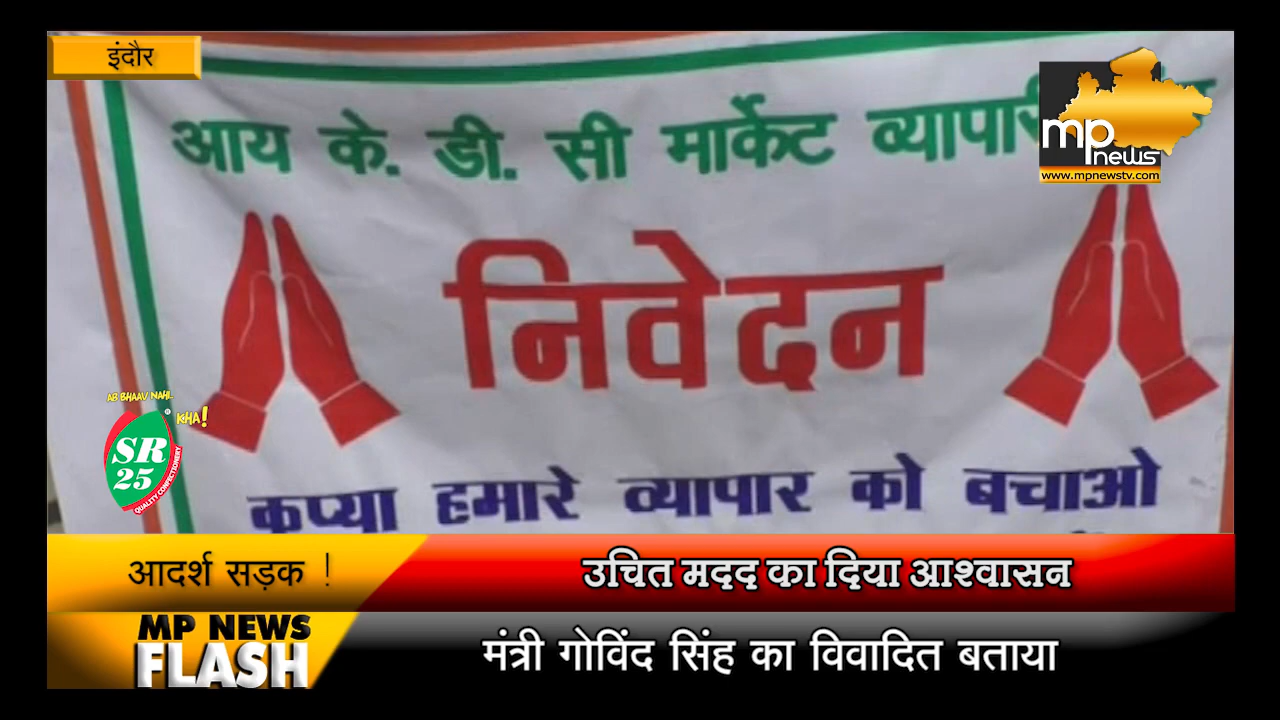 इंदौर
आय के. डी. सी मार्केट
mp
news
www.mpnewstv.com
निवेदन
AB BHAAV NAHI..
KHA!
SR
25
QUALITY CONFECTIONERY
कप्या हमारे व्यापार को बचाओ
आदर्श सड़क !
उचित मदद का दिया आश्वासन
MP NEWS
FLASH
मंत्री गोविंद सिंह का विवादित बताया